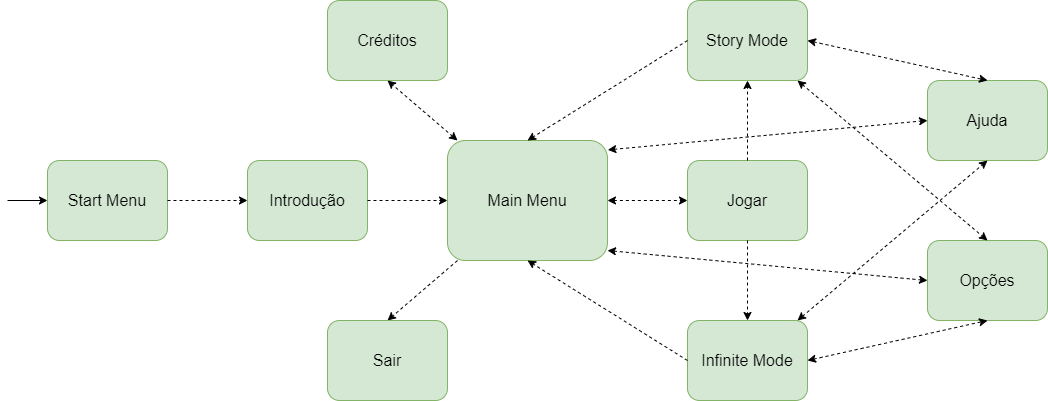 Créditos
Story Mode
Ajuda
Start Menu
Introdução
Main Menu
Jogar
Opções
Sair
Infinite Mode